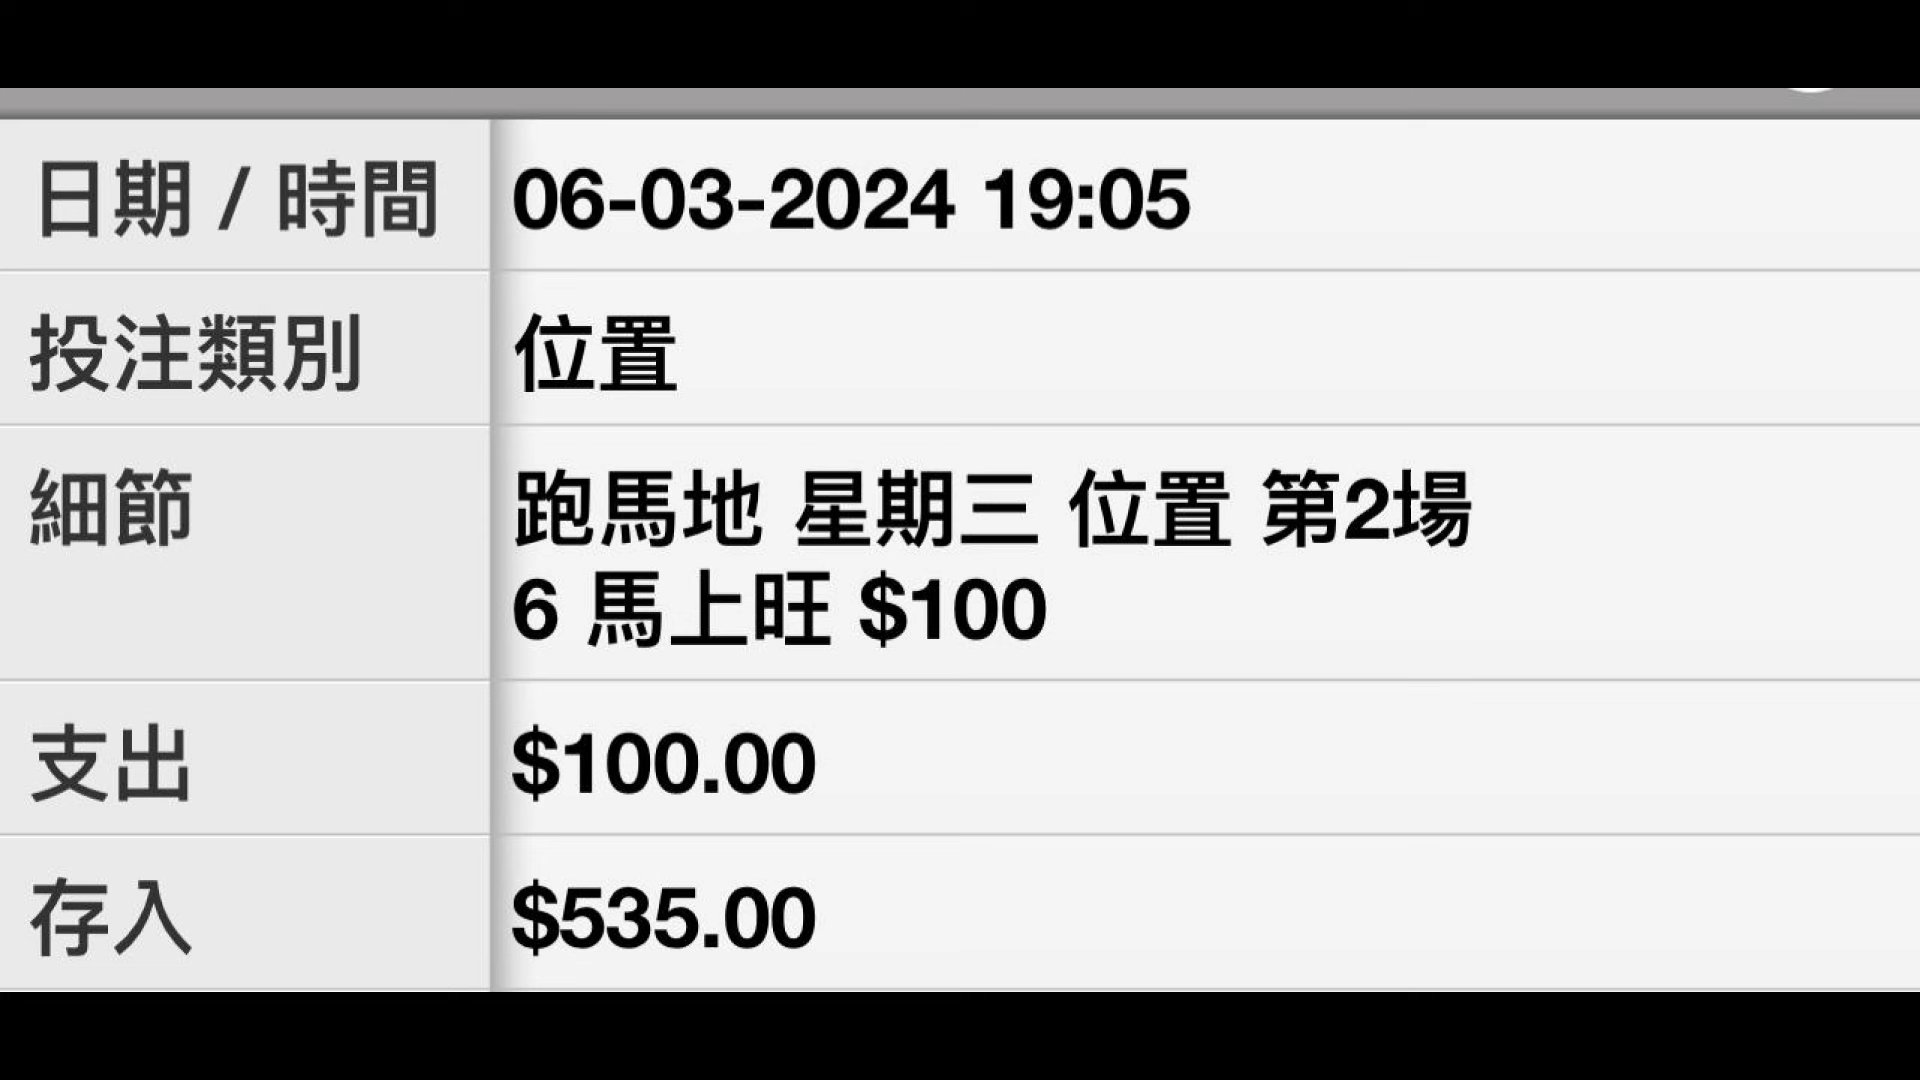 日期 / 時間 06-03-2024 19:05
投注類別 位置
細節 跑馬地 星期三 位置 第2場
6 馬上旺 $100
支出 $100.00
存入 $535.00